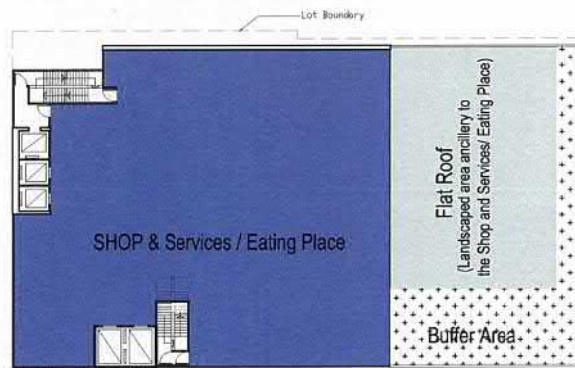 Lot Boundary
SHOP & Services / Eating Place
Flat Roof
(Landscaped area ancillery to
the Shop and Services/ Eating Place)
Buffer Area